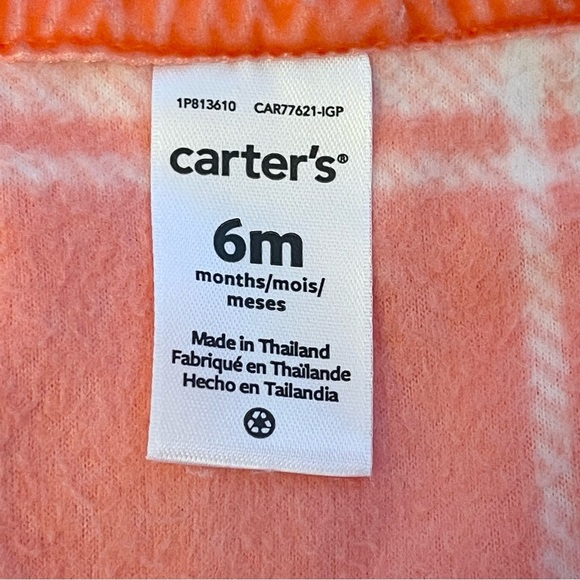 1P813610 CAR77621-IGP
carter's®
6m
months/mois/
meses
Made in Thailand
Fabriqué en Thaïlande
Hecho en Tailandia